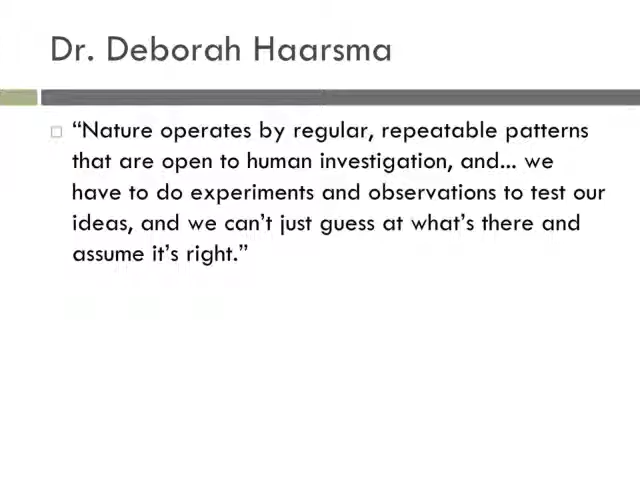 Dr. Deborah Haarsma
“Nature operates by regular, repeatable patterns
that are open to human investigation, and... we
have to do experiments and observations to test our
ideas, and we can’t just guess at what’s there and
assume it’s right.”